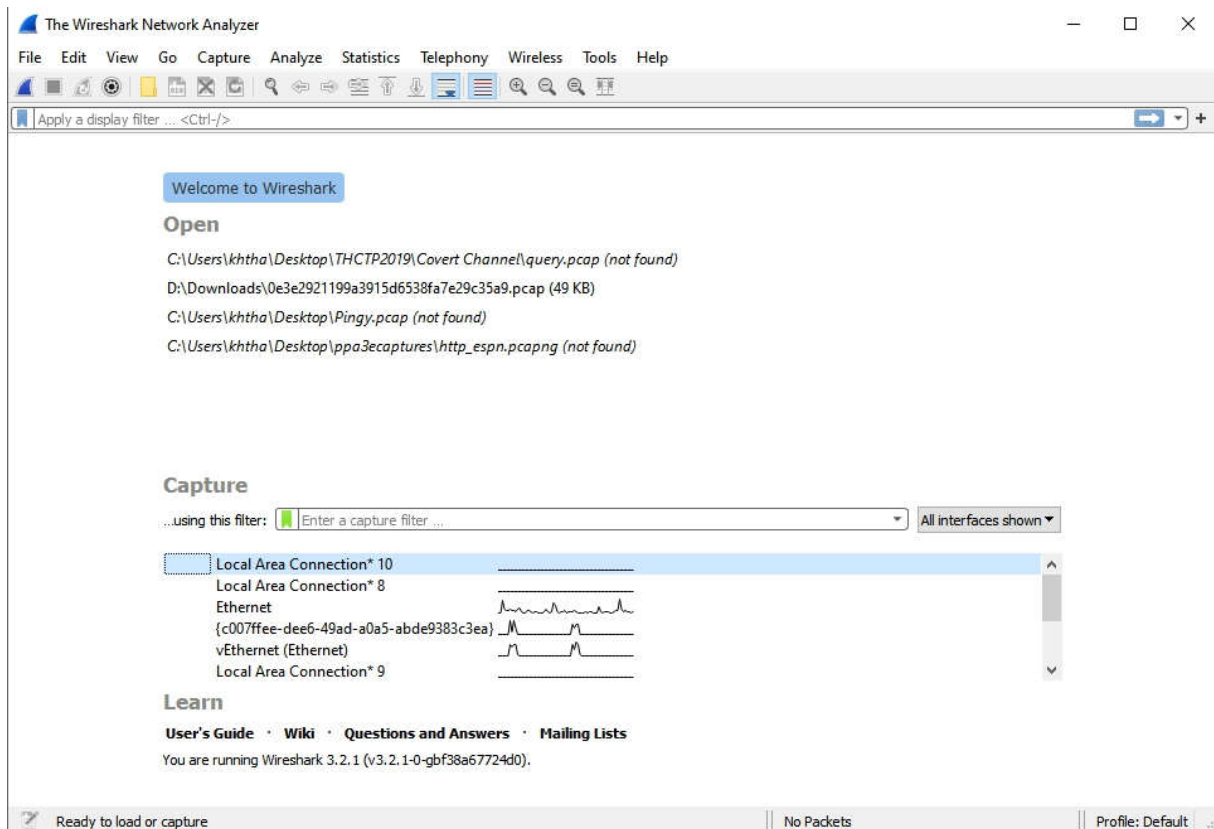 The Wireshark Network Analyzer
File Edit View Go Capture Analyze Statistics Telephony Wireless Tools Help
Apply a display filter ... <Ctrl-/>
Welcome to Wireshark
Open
C:\Users\khtha\Desktop\THCTP2019\Covert Channel\query.pcap (not found)
D:\Downloads\0e3e2921199a3915d6538fa7e29c35a9.pcap (49 KB)
C:\Users\khtha\Desktop\Pingy.pcap (not found)
C:\Users\khtha\Desktop\ppa3ecaptures\http_espn.pcapng (not found)
Capture
...using this filter: Enter a capture filter ... All interfaces shown
Local Area Connection* 10
Local Area Connection* 8
Ethernet
{c007ffee-dee6-49ad-a0a5-abde9383c3ea}
vEthernet (Ethernet)
Local Area Connection* 9
Learn
User's Guide · Wiki · Questions and Answers · Mailing Lists
You are running Wireshark 3.2.1 (v3.2.1-0-gbf38a67724d0).
Ready to load or capture No Packets Profile: Default